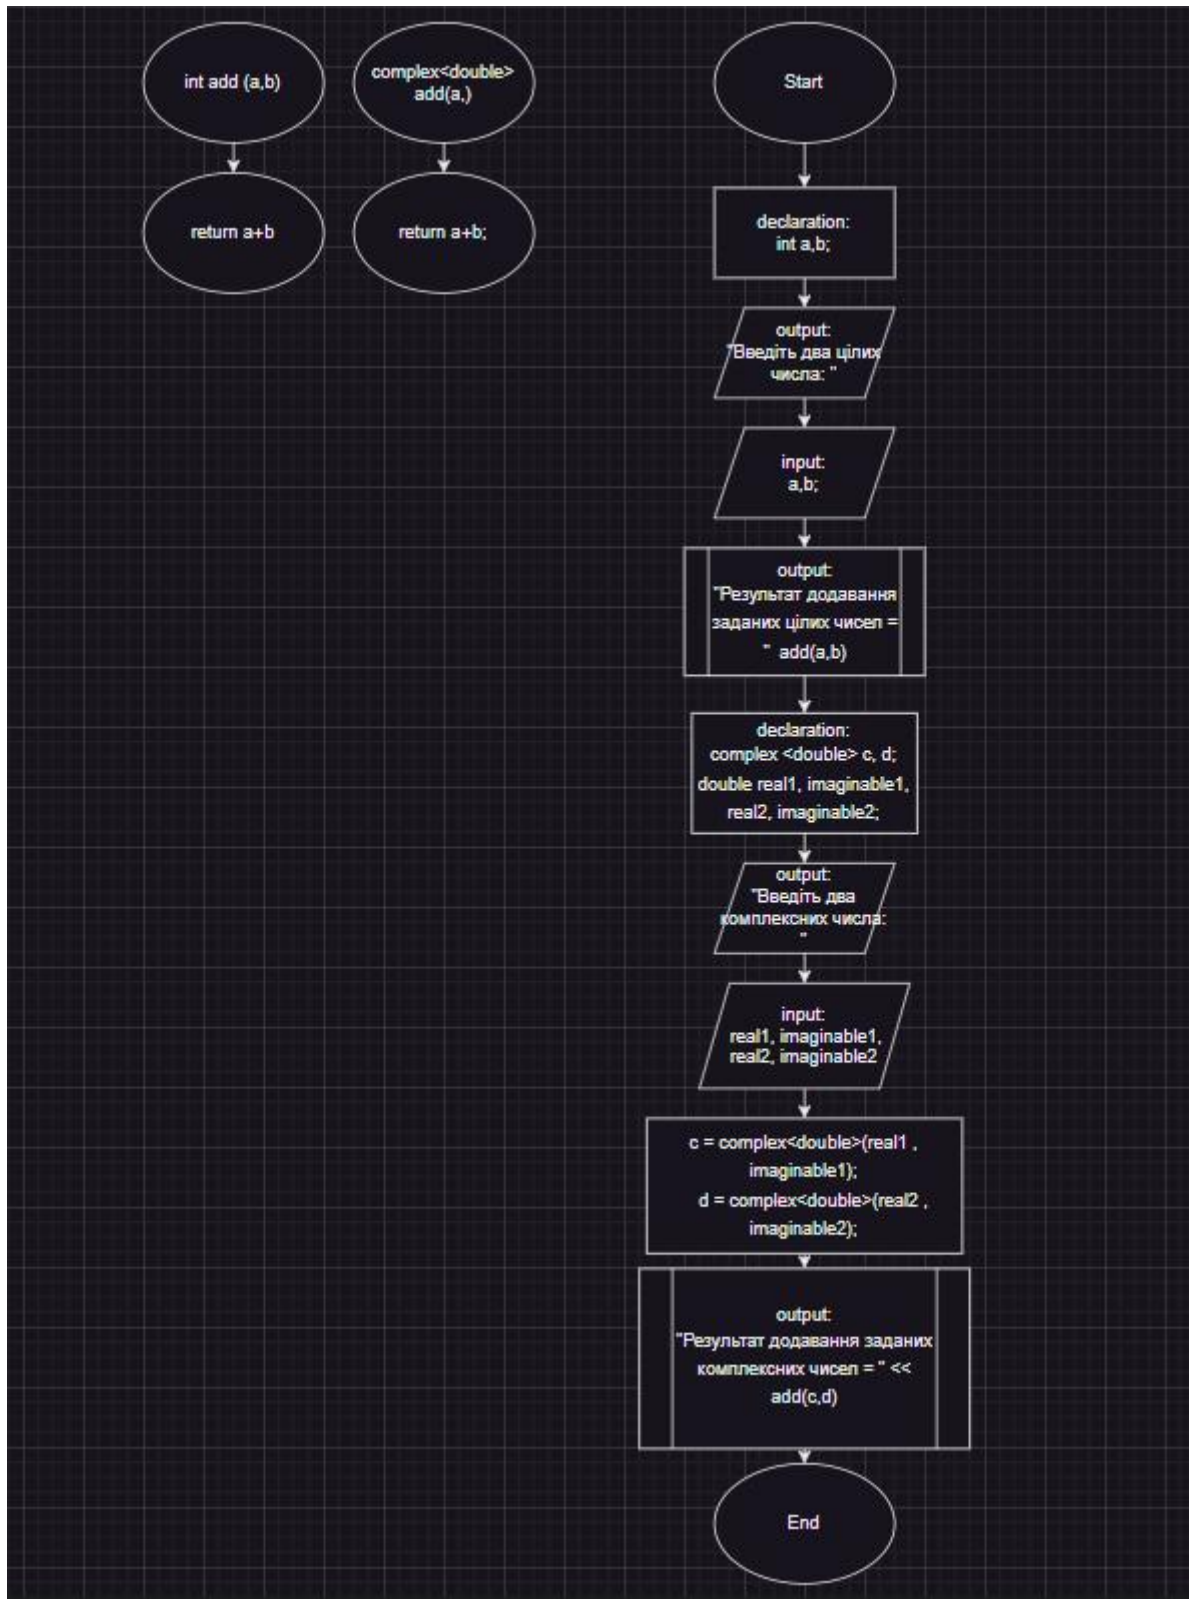 int add (a,b)
complex<double>
add(a,)
Start
return a+b
return a+b;
declaration:
int a,b;
output:
"Введіть два цілих
числа: "
input:
a,b;
output:
"Результат додавання
заданих цілих чисел =
" add(a,b)
declaration:
complex <double> c, d;
double real1, imaginable1,
real2, imaginable2;
output:
"Введіть два
комплексних числа:
"
input:
real1, imaginable1,
real2, imaginable2
c = complex<double>(real1 ,
imaginable1);
d = complex<double>(real2 ,
imaginable2);
output:
"Результат додавання заданих
комплексних чисел = " <<
add(c,d)
End